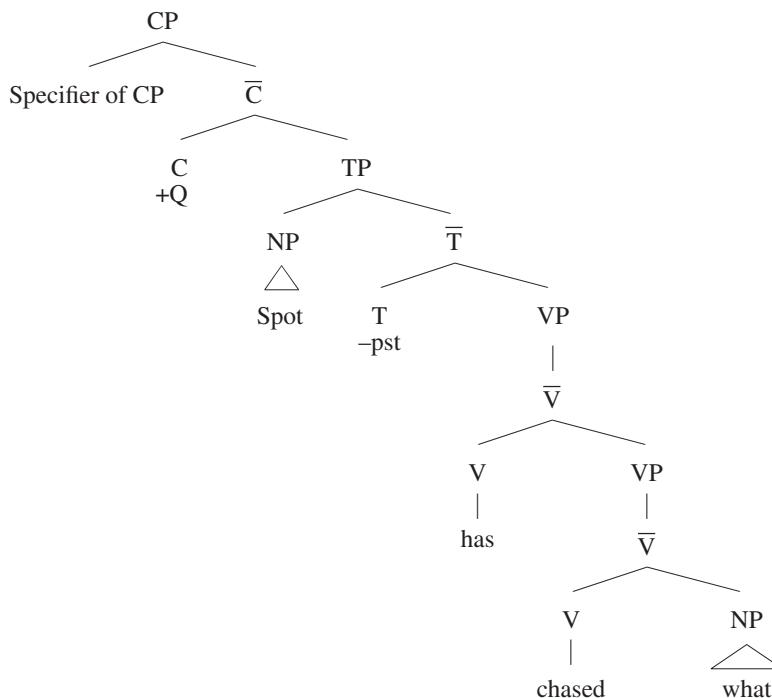 CP
Specifier of CP C̅
C TP
+Q
NP T̅
Spot T VP
–pst
V̅
V VP
has V̅
V NP
chased what